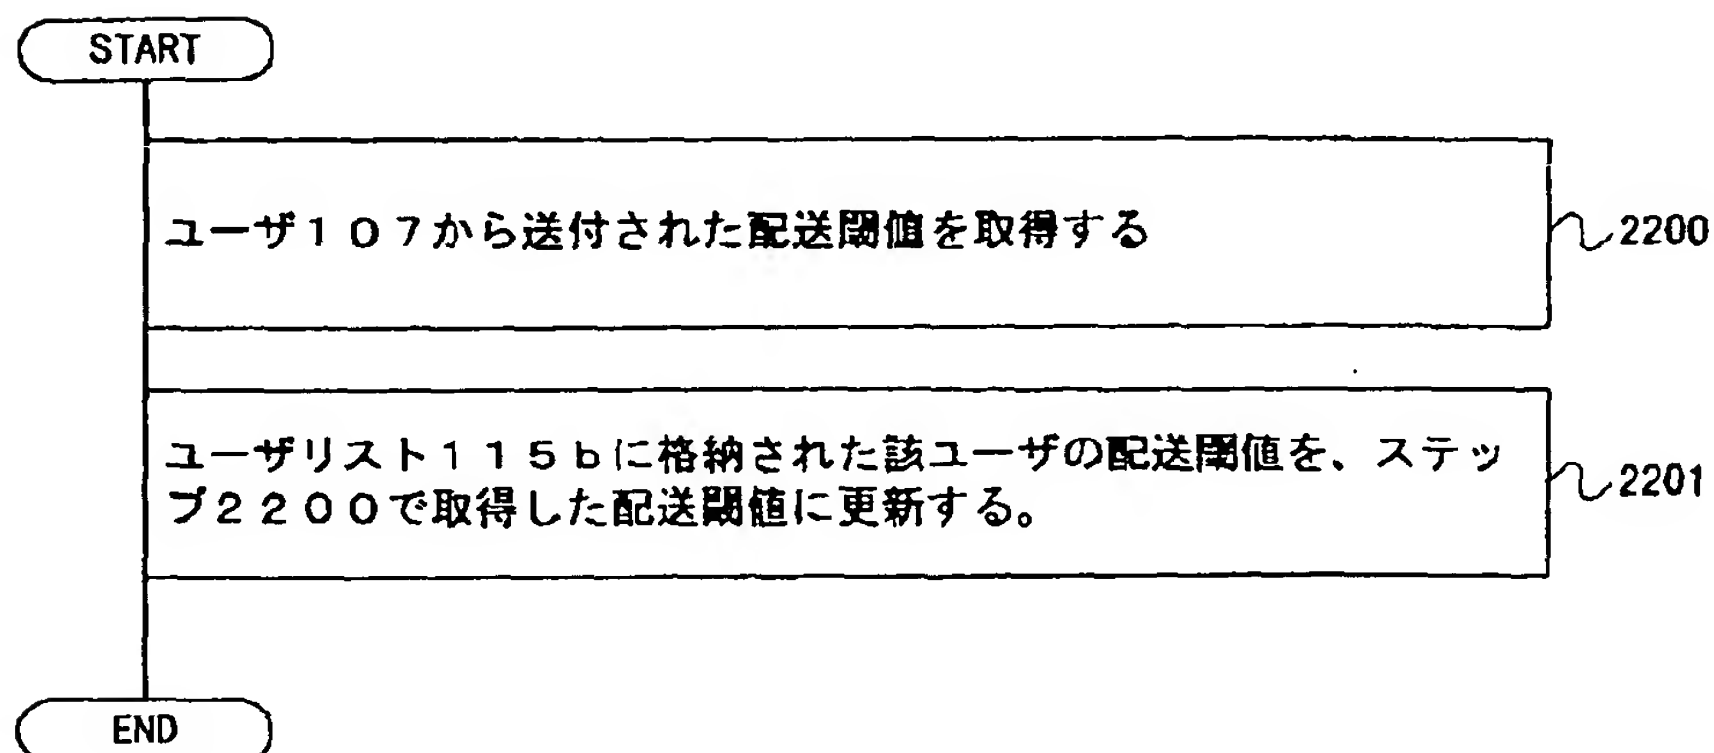 START
ユーザ１０７から送付された配送閾値を取得する
2200
ユーザリスト１１５ｂに格納された該ユーザの配送閾値を、ステッ
プ２２００で取得した配送閾値に更新する。
2201
END